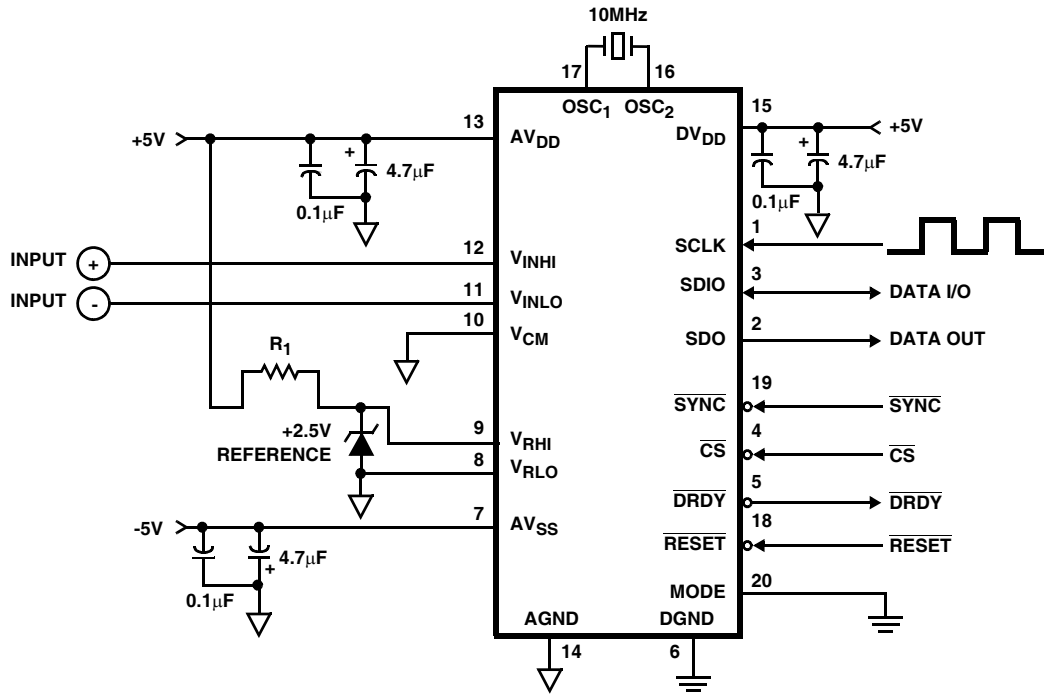 10MHz
17 16
OSC1 OSC2
+5V
13
AVDD
+
4.7µF
0.1µF
15
DVDD
+5V
+
4.7µF
0.1µF
INPUT +
12
VINHI
INPUT -
11
VINLO
10
VCM
R1
+2.5V
REFERENCE
9
VRHI
8
VRLO
-5V
7
AVSS
4.7µF
+
0.1µF
1
SCLK
3
SDIO
DATA I/O
2
SDO
DATA OUT
19
SYNC
SYNC
4
CS
CS
5
DRDY
DRDY
18
RESET
RESET
20
MODE
AGND DGND
14 6